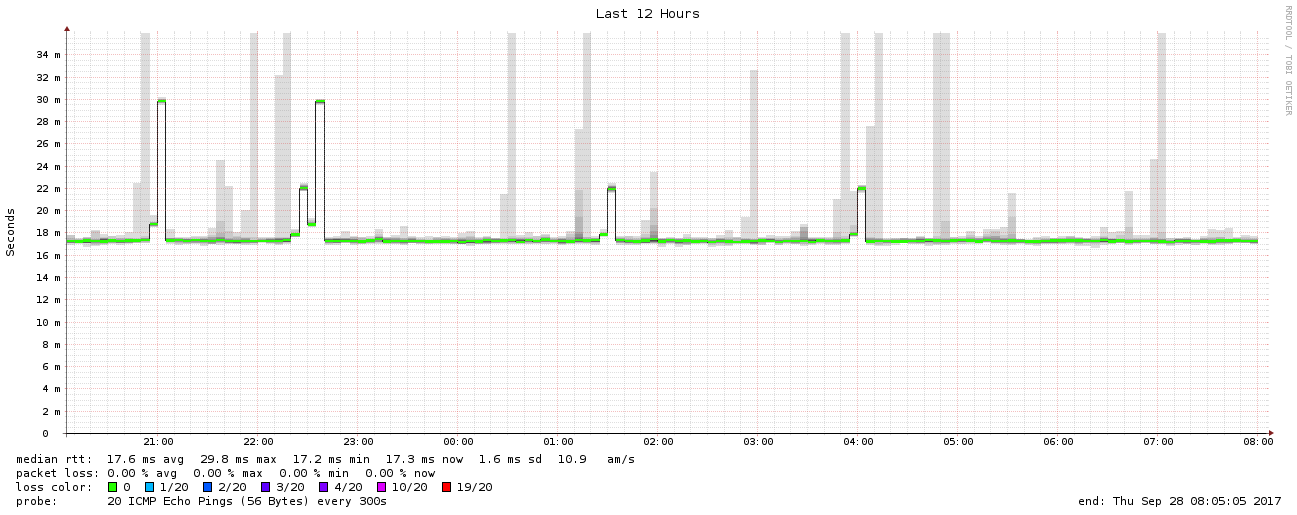 Last 12 Hours
RRDTOOL / TOBI OETIKER
Seconds
34 m
32 m
30 m
28 m
26 m
24 m
22 m
20 m
18 m
16 m
14 m
12 m
10 m
8 m
6 m
4 m
2 m
0
21:00 22:00 23:00 00:00 01:00 02:00 03:00 04:00 05:00 06:00 07:00 08:00
median rtt: 17.6 ms avg 29.8 ms max 17.2 ms min 17.3 ms now 1.6 ms sd 10.9 am/s
packet loss: 0.00 % avg 0.00 % max 0.00 % min 0.00 % now
loss color: 0 1/20 2/20 3/20 4/20 10/20 19/20
probe: 20 ICMP Echo Pings (56 Bytes) every 300s end: Thu Sep 28 08:05:05 2017